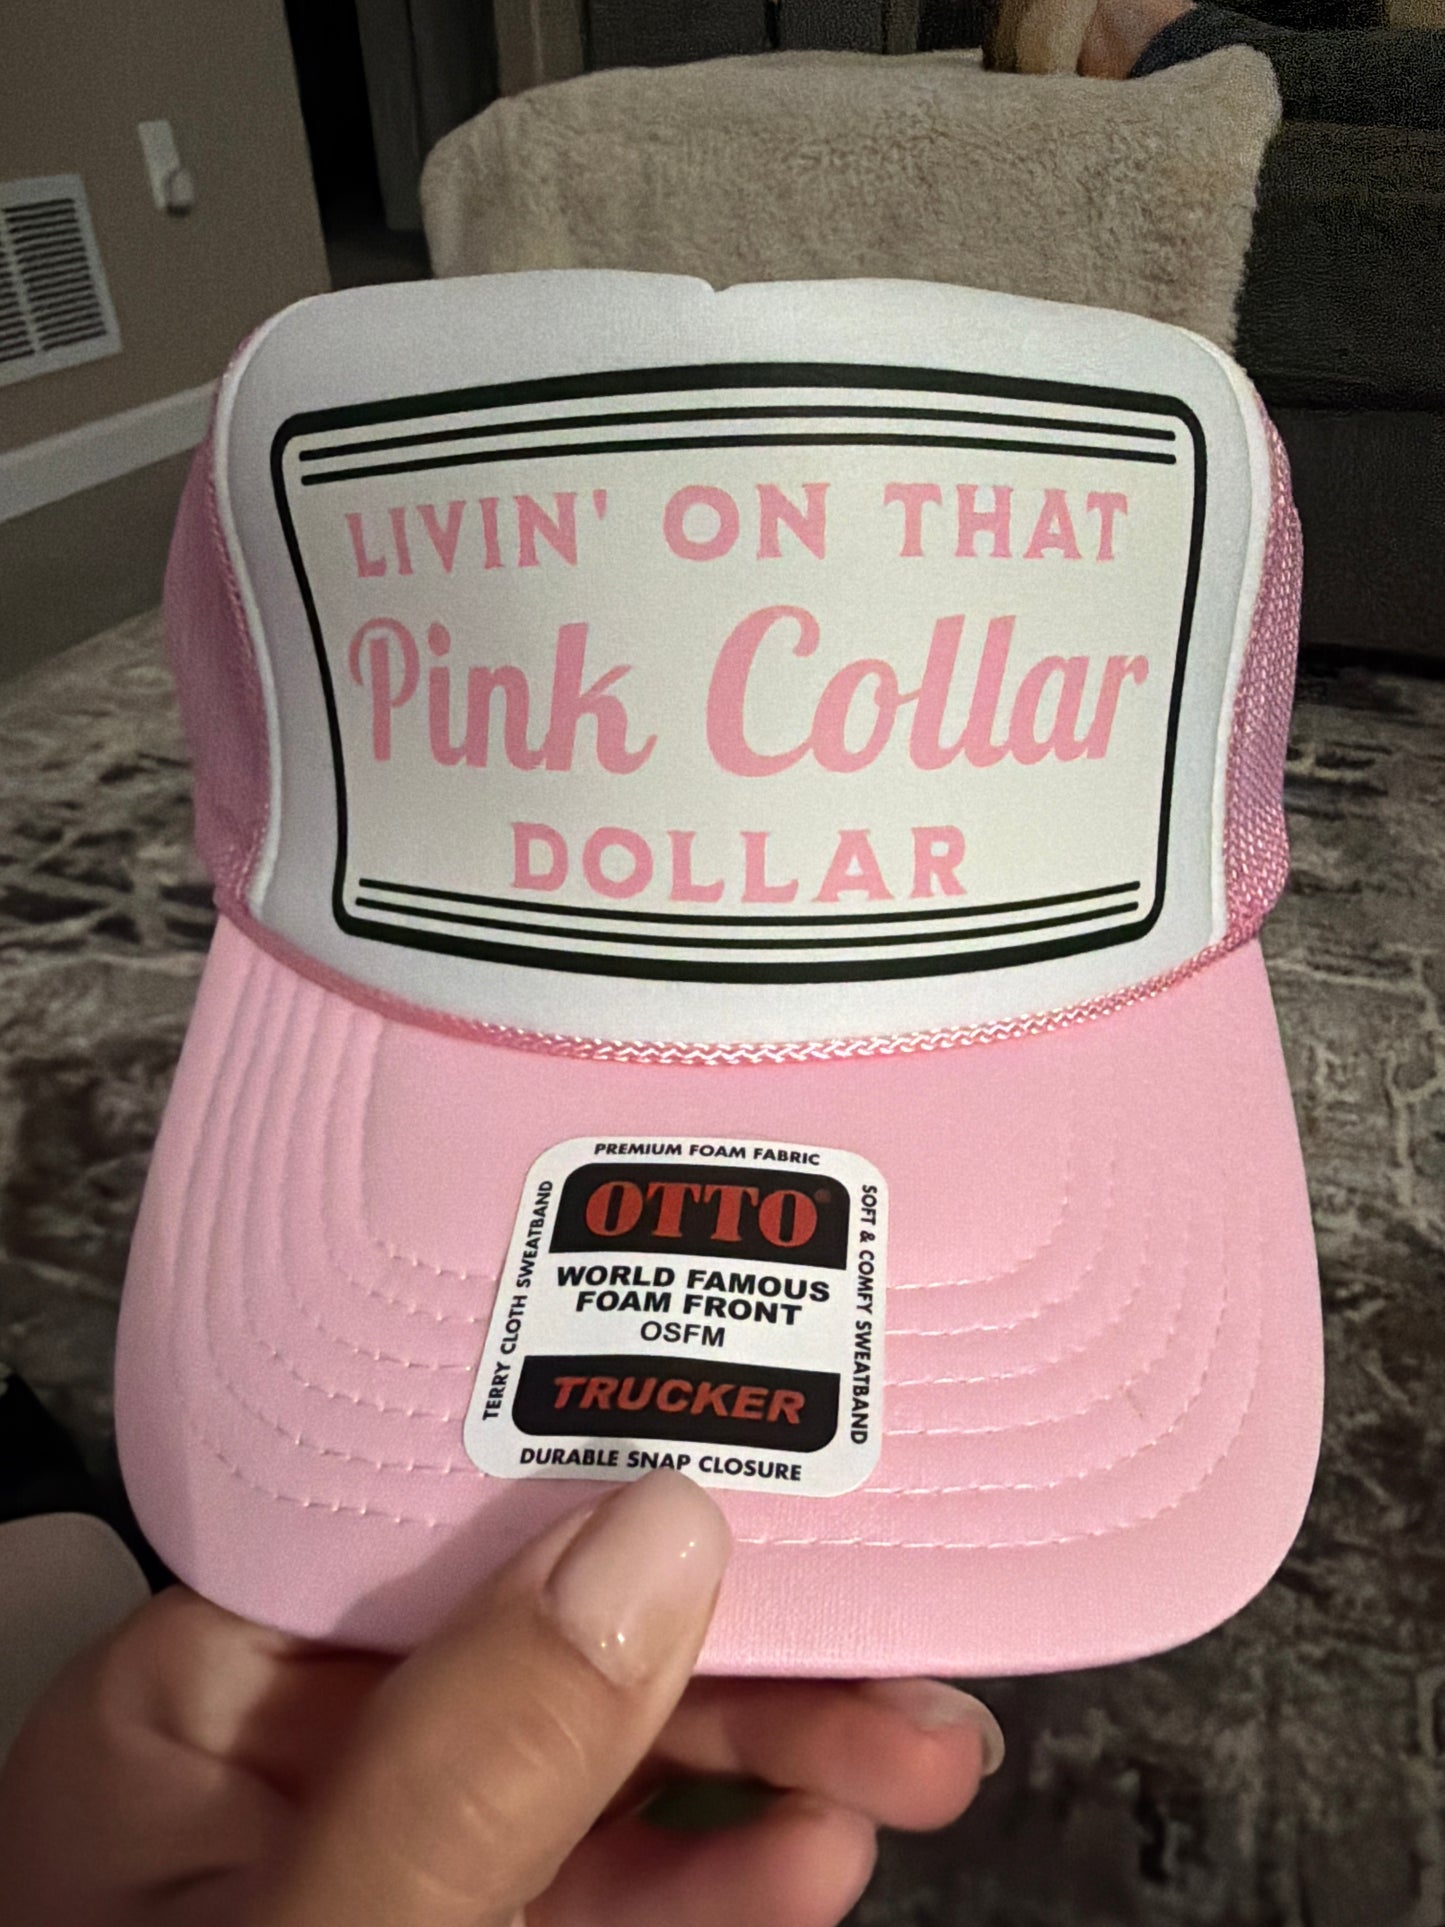 LIVIN' ON THAT
Pink Collar
DOLLAR
PREMIUM FOAM FABRIC
TERRY CLOTH SWEATBAND
OTTO®
SOFT & COMFY SWEATBAND
WORLD FAMOUS
FOAM FRONT
OSFM
TRUCKER
DURABLE SNAP CLOSURE